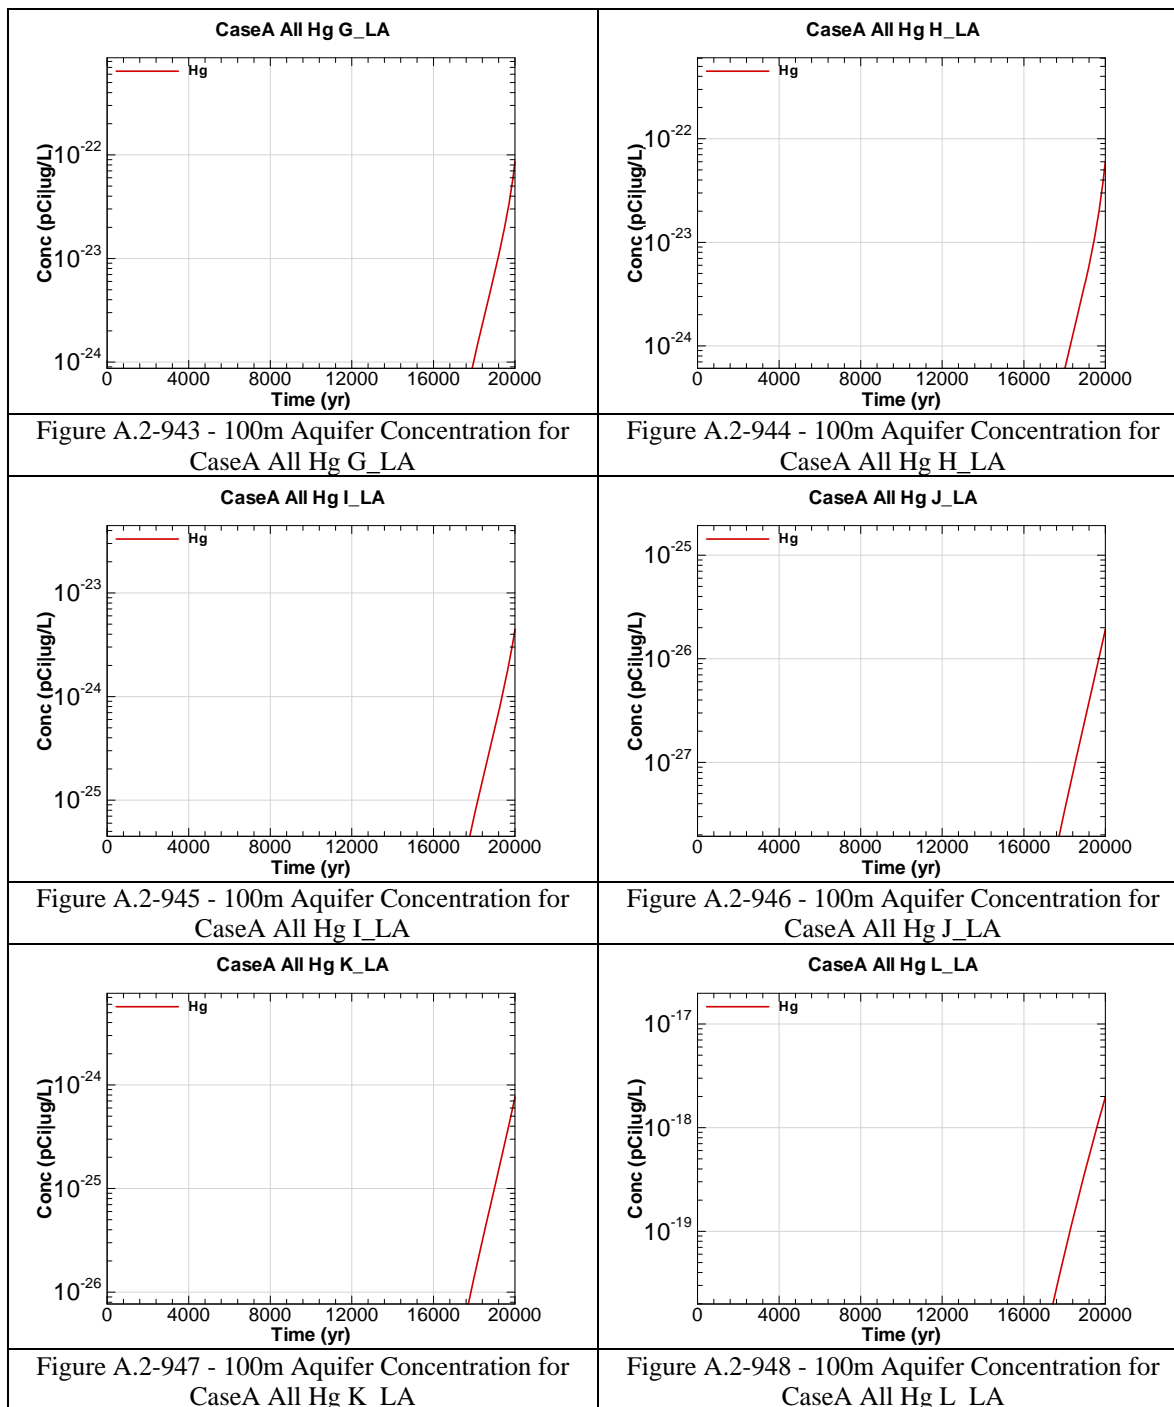 CaseA All Hg G_LA
Hg
Conc (pCi|ug/L)
10-22
10-23
10-24
0 4000 8000 12000 16000 20000
Time (yr)
Figure A.2-943 - 100m Aquifer Concentration for
CaseA All Hg G_LA
CaseA All Hg H_LA
Hg
Conc (pCi|ug/L)
10-22
10-23
10-24
0 4000 8000 12000 16000 20000
Time (yr)
Figure A.2-944 - 100m Aquifer Concentration for
CaseA All Hg H_LA
CaseA All Hg I_LA
Hg
Conc (pCi|ug/L)
10-23
10-24
10-25
0 4000 8000 12000 16000 20000
Time (yr)
Figure A.2-945 - 100m Aquifer Concentration for
CaseA All Hg I_LA
CaseA All Hg J_LA
Hg
Conc (pCi|ug/L)
10-25
10-26
10-27
0 4000 8000 12000 16000 20000
Time (yr)
Figure A.2-946 - 100m Aquifer Concentration for
CaseA All Hg J_LA
CaseA All Hg K_LA
Hg
Conc (pCi|ug/L)
10-24
10-25
10-26
0 4000 8000 12000 16000 20000
Time (yr)
Figure A.2-947 - 100m Aquifer Concentration for
CaseA All Hg K_LA
CaseA All Hg L_LA
Hg
Conc (pCi|ug/L)
10-17
10-18
10-19
0 4000 8000 12000 16000 20000
Time (yr)
Figure A.2-948 - 100m Aquifer Concentration for
CaseA All Hg L_LA